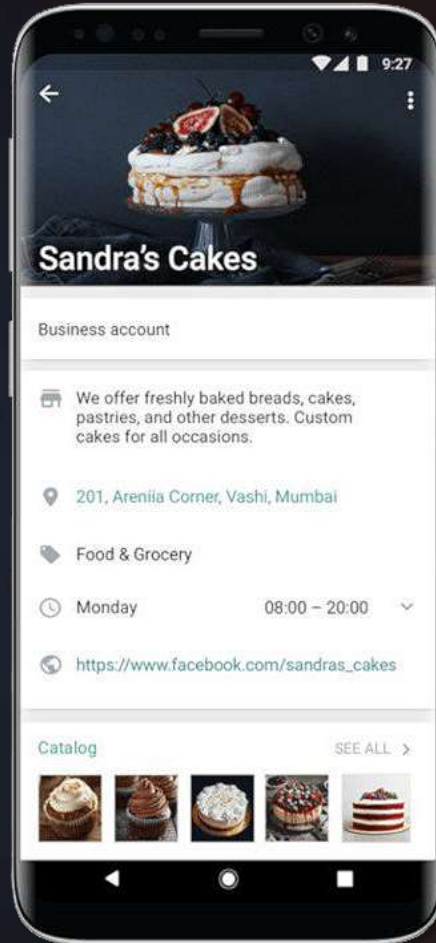 9:27
Sandra's Cakes
Business account
We offer freshly baked breads, cakes,
pastries, and other desserts. Custom
cakes for all occasions.
201, Areniia Corner, Vashi, Mumbai
Food & Grocery
Monday 08:00 – 20:00
https://www.facebook.com/sandras_cakes
Catalog SEE ALL